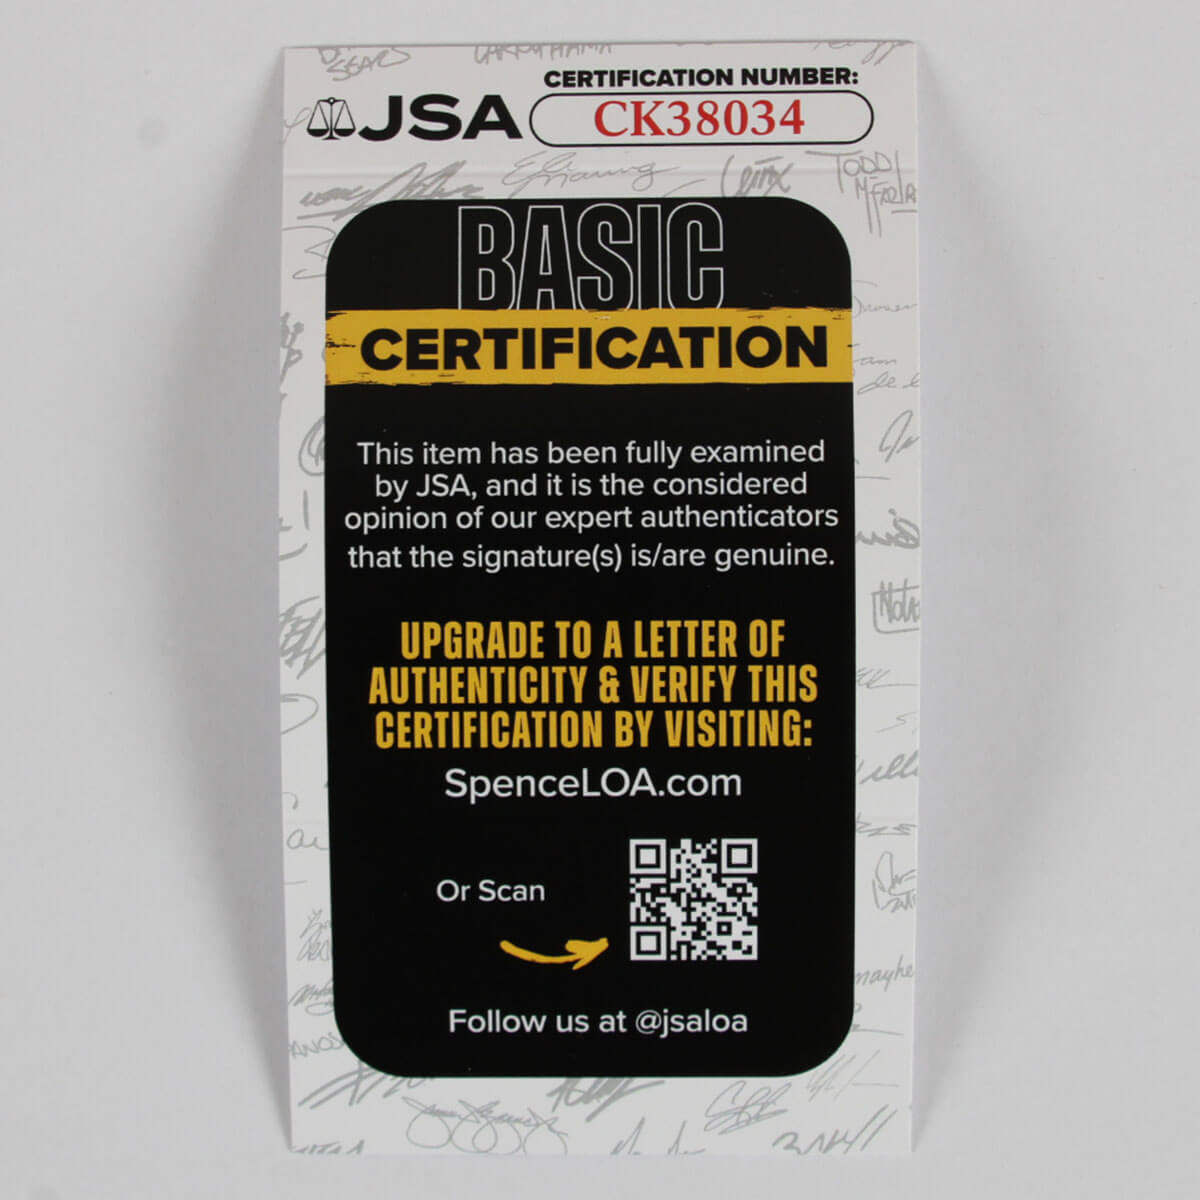 CERTIFICATION NUMBER:
JSA
CK38034
BASIC
CERTIFICATION
This item has been fully examined
by JSA, and it is the considered
opinion of our expert authenticators
that the signature(s) is/are genuine.
UPGRADE TO A LETTER OF
AUTHENTICITY & VERIFY THIS
CERTIFICATION BY VISITING:
SpenceLOA.com
Or Scan
Follow us at @jsaloa